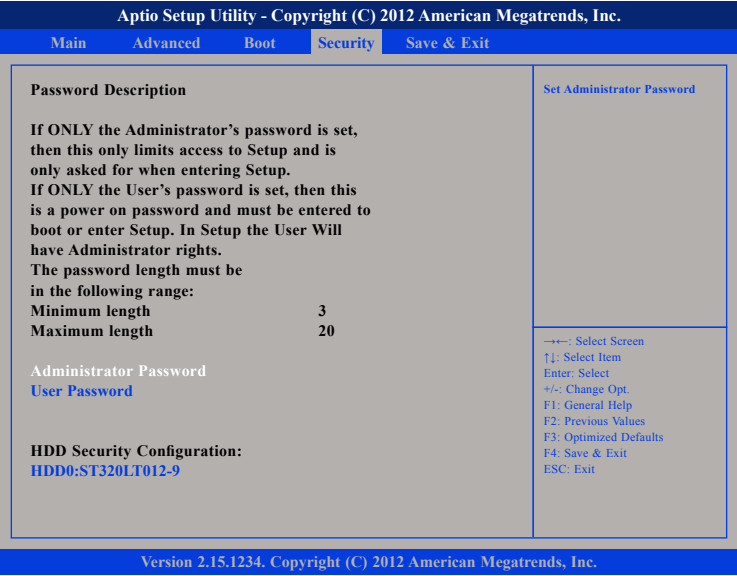 Aptio Setup Utility - Copyright (C) 2012 American Megatrends, Inc.
Main Advanced Boot Security Save & Exit
Password Description
If ONLY the Administrator's password is set,
then this only limits access to Setup and is
only asked for when entering Setup.
If ONLY the User's password is set, then this
is a power on password and must be entered to
boot or enter Setup. In Setup the User Will
have Administrator rights.
The password length must be
in the following range:
Minimum length 3
Maximum length 20
Administrator Password
User Password
HDD Security Configuration:
HDD0:ST320LT012-9
Set Administrator Password
→←: Select Screen
↑↓: Select Item
Enter: Select
+/-: Change Opt.
F1: General Help
F2: Previous Values
F3: Optimized Defaults
F4: Save & Exit
ESC: Exit
Version 2.15.1234. Copyright (C) 2012 American Megatrends, Inc.